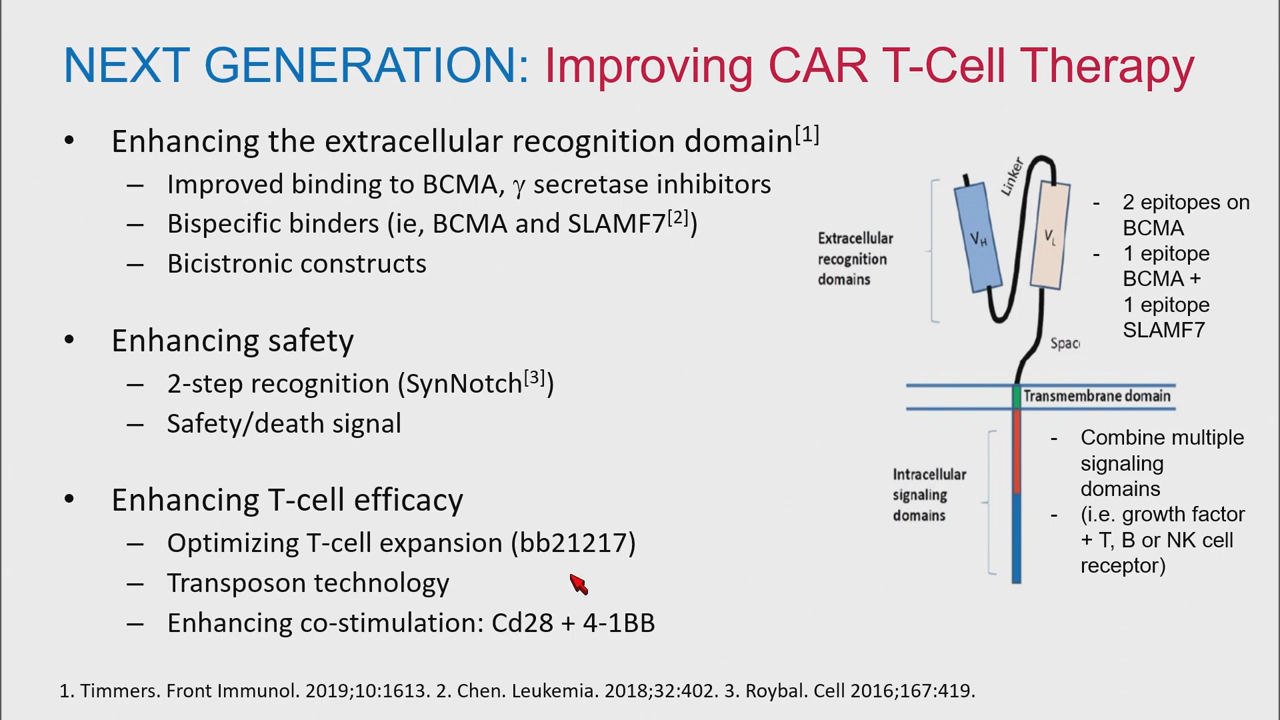 NEXT GENERATION: Improving CAR T-Cell Therapy
• Enhancing the extracellular recognition domain[1]
– Improved binding to BCMA, γ secretase inhibitors
– Bispecific binders (ie, BCMA and SLAMF7[2])
– Bicistronic constructs
• Enhancing safety
– 2-step recognition (SynNotch[3])
– Safety/death signal
• Enhancing T-cell efficacy
– Optimizing T-cell expansion (bb21217)
– Transposon technology
– Enhancing co-stimulation: Cd28 + 4-1BB
Extracellular
recognition
domains
VH
Linker
VL
- 2 epitopes on
BCMA
- 1 epitope
BCMA +
1 epitope
SLAMF7
Spac
Transmembrane domain
Intracellular
signaling
domains
- Combine multiple
signaling
domains
- (i.e. growth factor
+ T, B or NK cell
receptor)
1. Timmers. Front Immunol. 2019;10:1613. 2. Chen. Leukemia. 2018;32:402. 3. Roybal. Cell 2016;167:419.